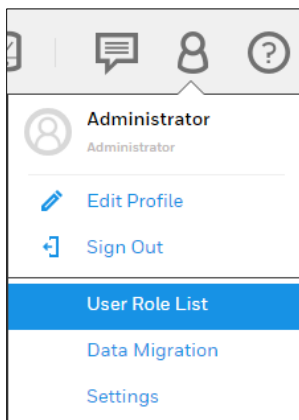 ?
Administrator
Administrator
Edit Profile
Sign Out
User Role List
Data Migration
Settings